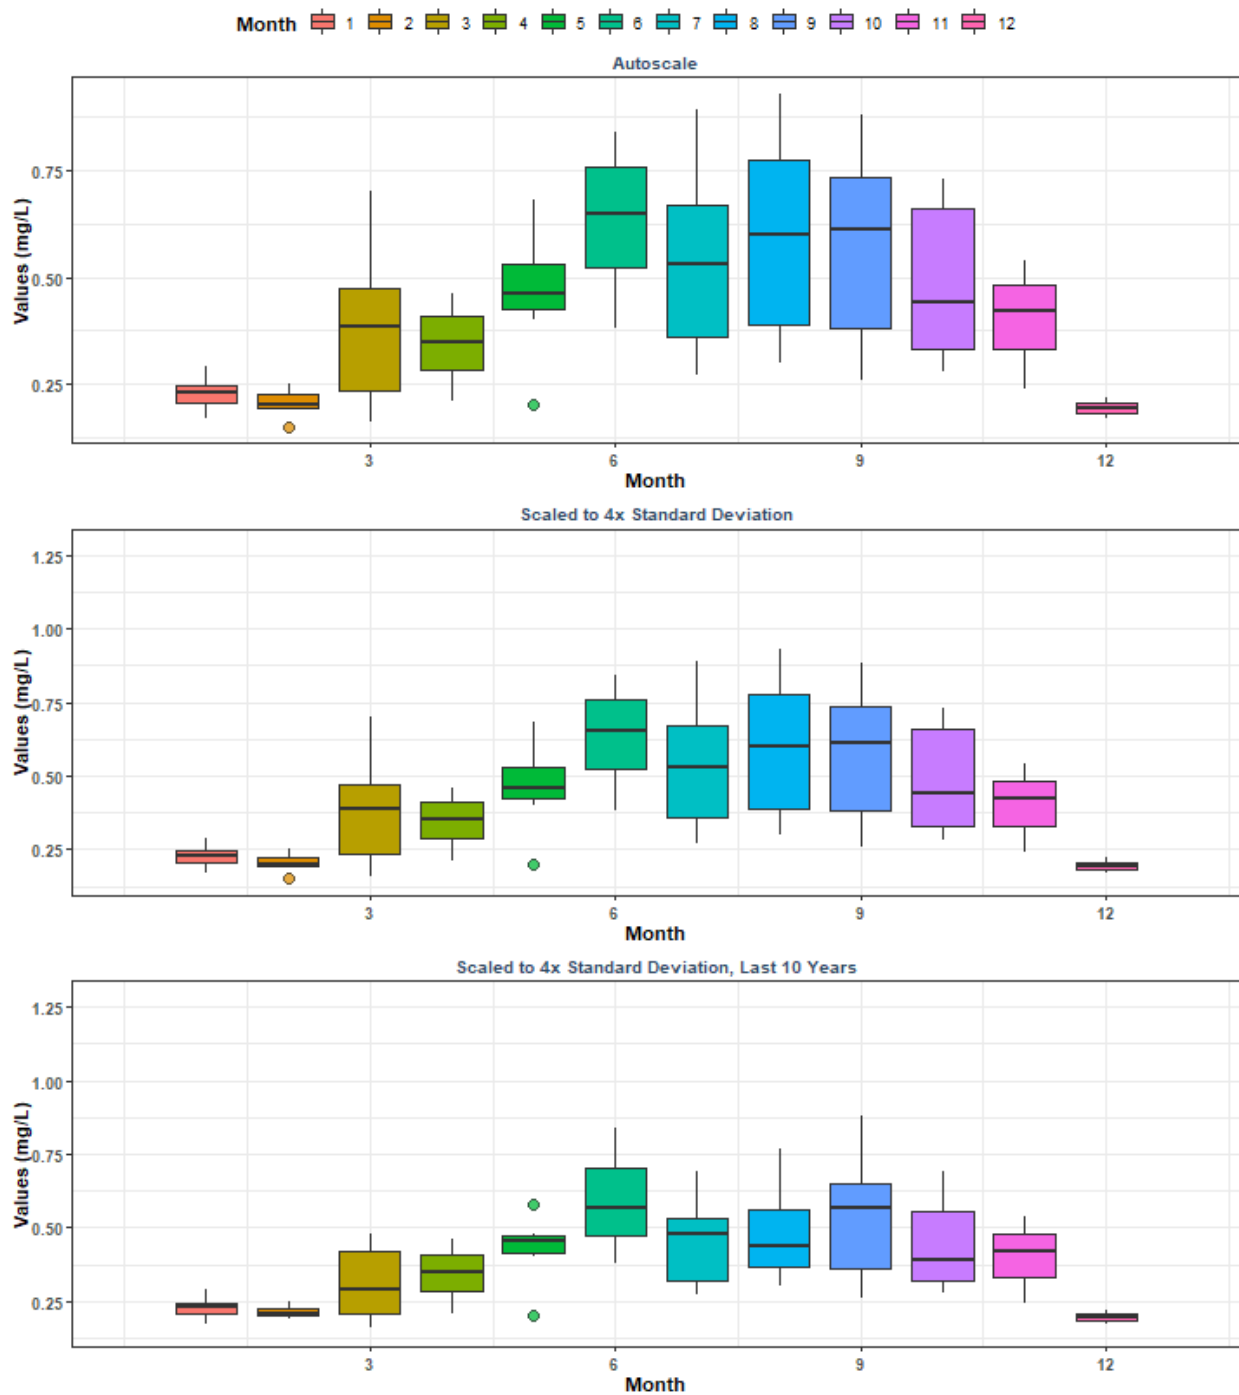 Month 1 2 3 4 5 6 7 8 9 10 11 12
Autoscale
Values (mg/L)
0.75
0.50
0.25
3 6 9 12
Month
Scaled to 4x Standard Deviation
Values (mg/L)
1.25
1.00
0.75
0.50
0.25
3 6 9 12
Month
Scaled to 4x Standard Deviation, Last 10 Years
Values (mg/L)
1.25
1.00
0.75
0.50
0.25
3 6 9 12
Month